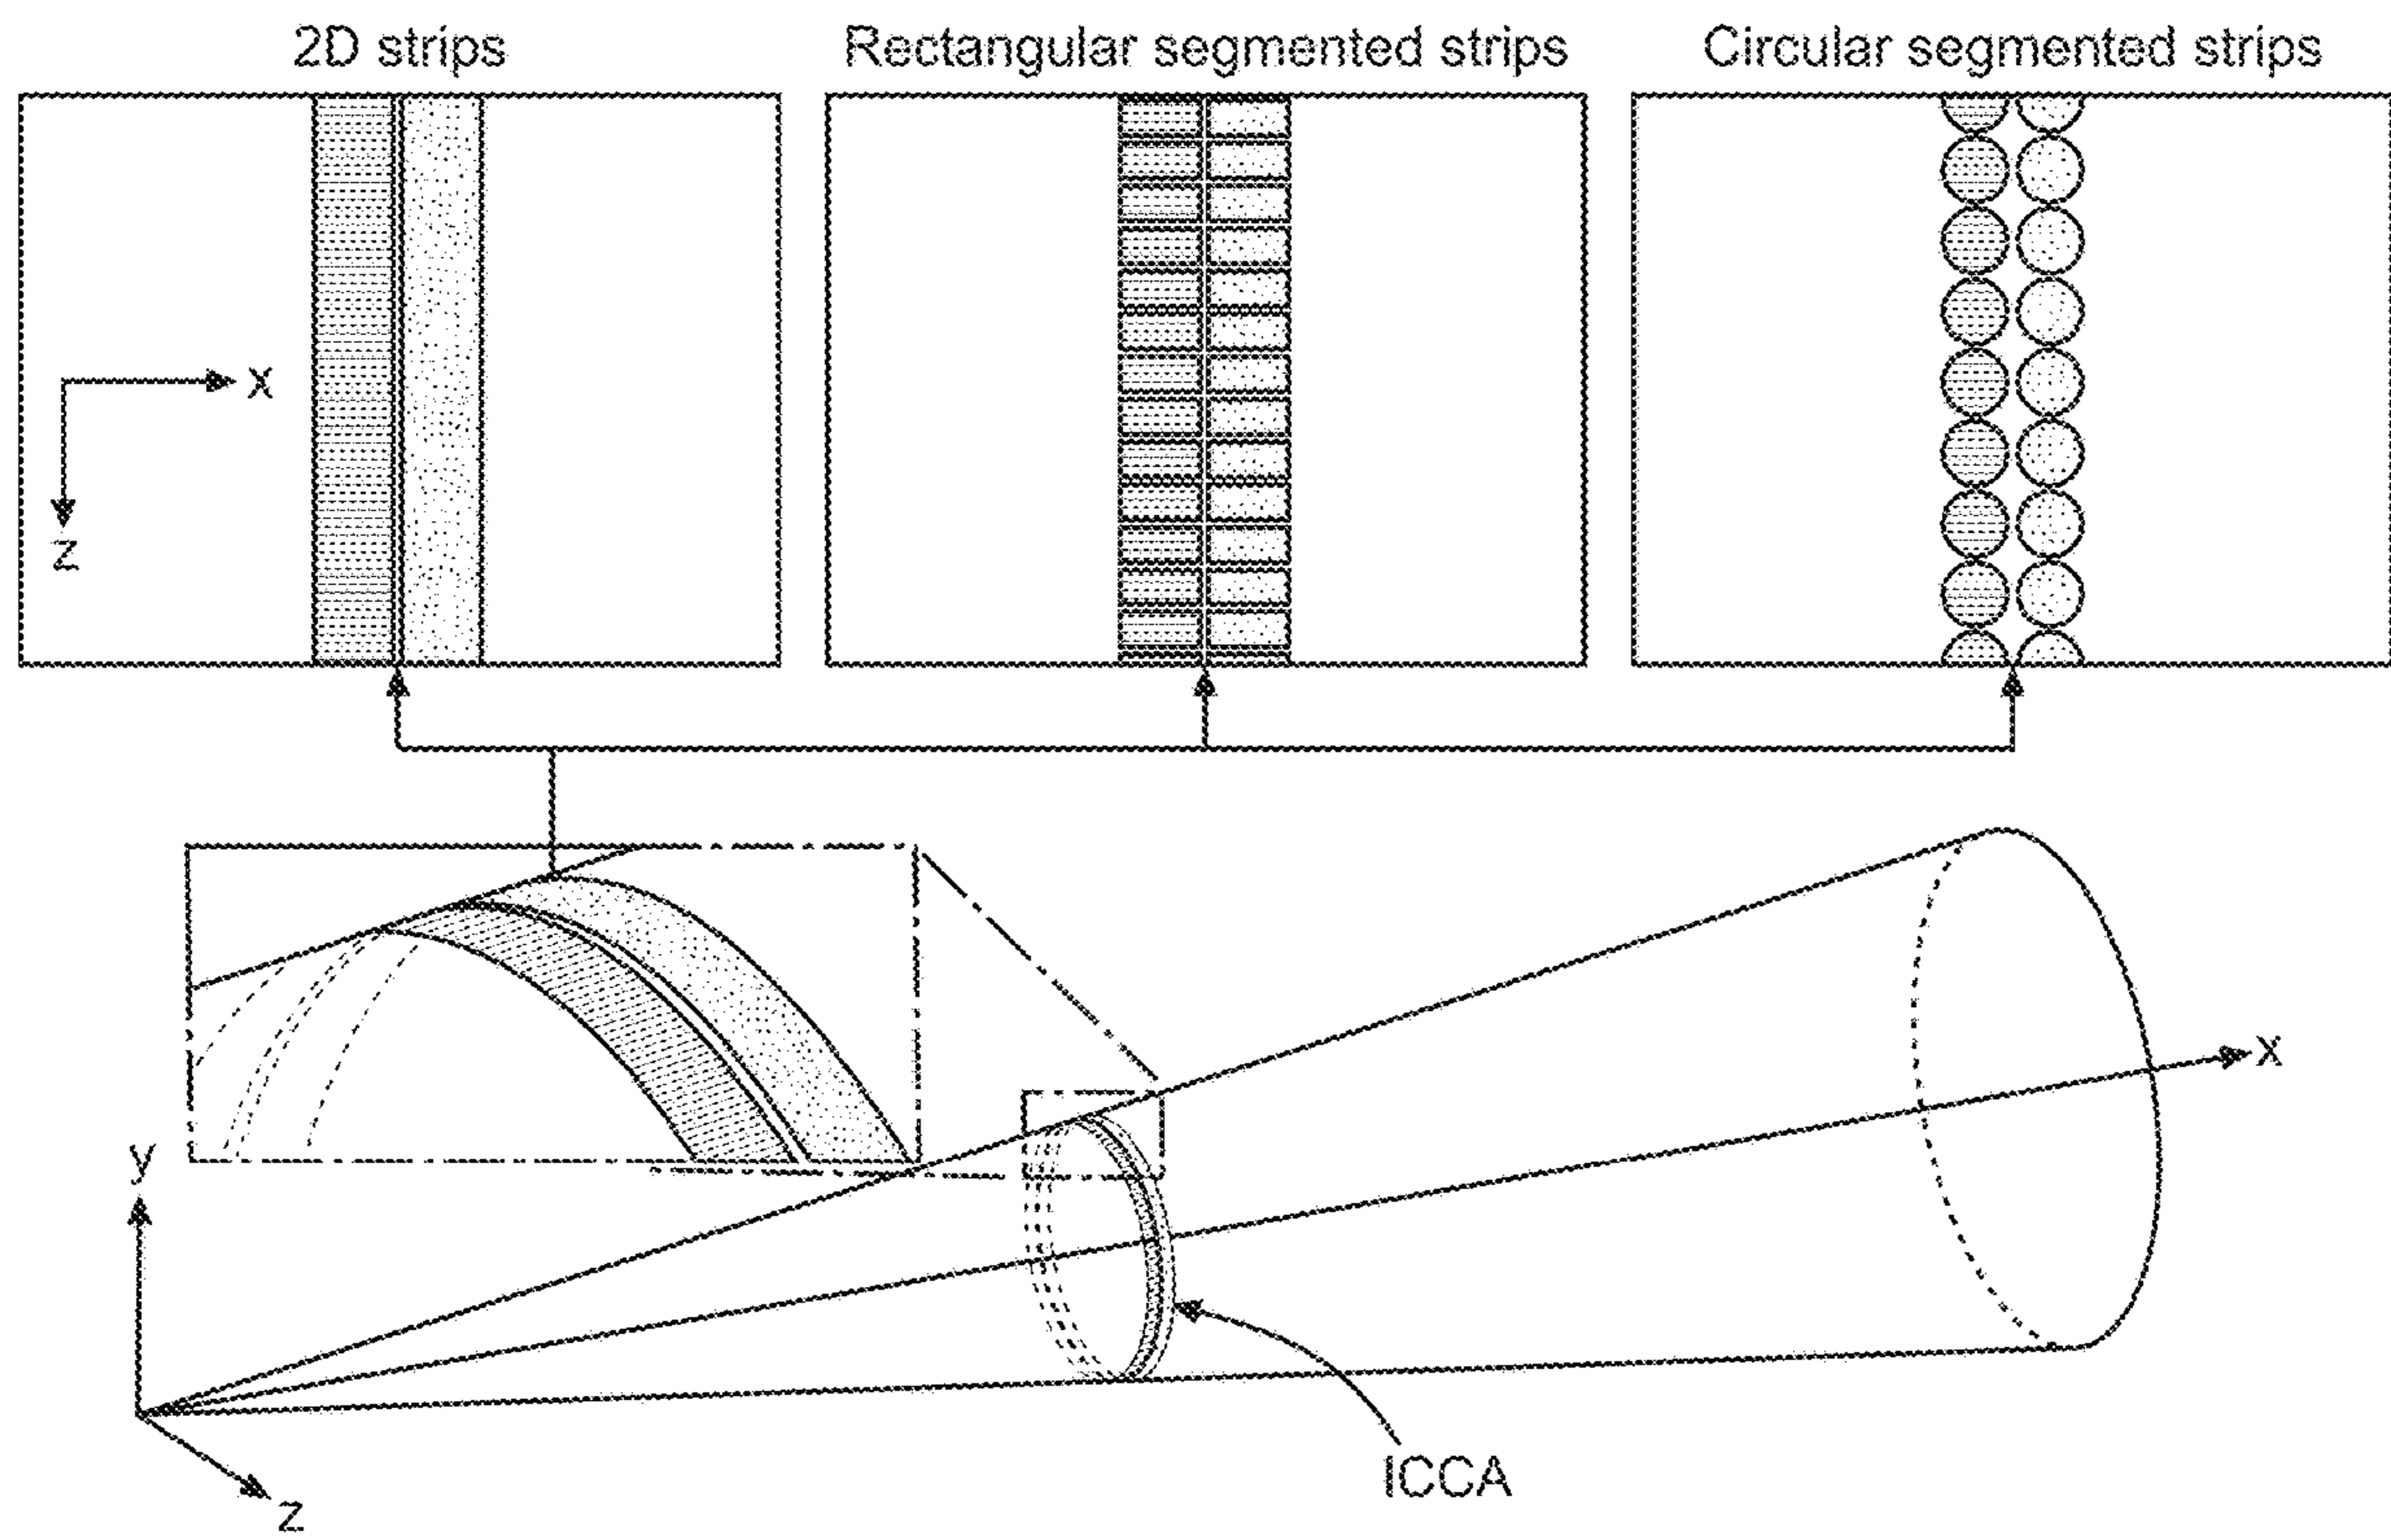 2D strips
Rectangular segmented strips
Circular segmented strips
x
z
x
y
z
ICCA